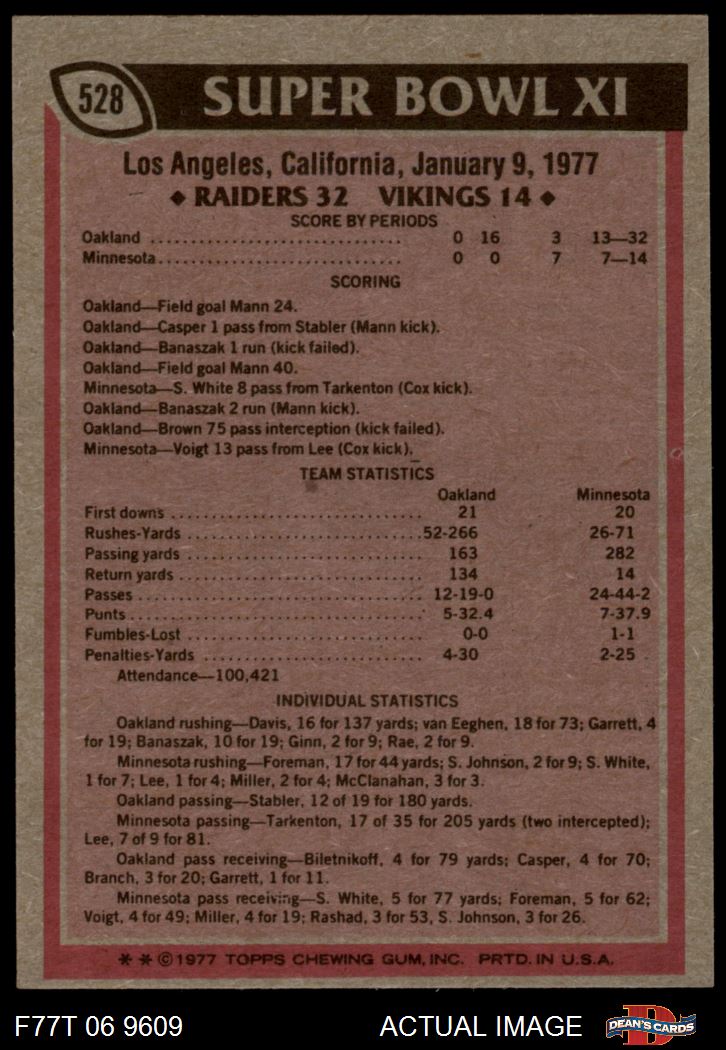 528
SUPER BOWL XI
Los Angeles, California, January 9, 1977
◆ RAIDERS 32 VIKINGS 14 ◆
SCORE BY PERIODS
Oakland .............................. 0 16 3 13—32
Minnesota.............................. 0 0 7 7—14
SCORING
Oakland—Field goal Mann 24.
Oakland—Casper 1 pass from Stabler (Mann kick).
Oakland—Banaszak 1 run (kick failed).
Oakland—Field goal Mann 40.
Minnesota—S. White 8 pass from Tarkenton (Cox kick).
Oakland—Banaszak 2 run (Mann kick).
Oakland—Brown 75 pass interception (kick failed).
Minnesota—Voigt 13 pass from Lee (Cox kick).
TEAM STATISTICS
Oakland Minnesota
First downs .............................. 21 20
Rushes-Yards ............................52-266 26-71
Passing yards ............................ 163 282
Return yards ............................ 134 14
Passes .................................. 12-19-0 24-44-2
Punts................................... 5-32.4 7-37.9
Fumbles-Lost ............................ 0-0 1-1
Penalties-Yards .......................... 4-30 2-25
Attendance—100,421
INDIVIDUAL STATISTICS
Oakland rushing—Davis, 16 for 137 yards; van Eeghen, 18 for 73; Garrett, 4
for 19; Banaszak, 10 for 19; Ginn, 2 for 9; Rae, 2 for 9.
Minnesota rushing—Foreman, 17 for 44 yards; S. Johnson, 2 for 9; S. White,
1 for 7; Lee, 1 for 4; Miller, 2 for 4; McClanahan, 3 for 3.
Oakland passing—Stabler, 12 of 19 for 180 yards.
Minnesota passing—Tarkenton, 17 of 35 for 205 yards (two intercepted);
Lee, 7 of 9 for 81.
Oakland pass receiving—Biletnikoff, 4 for 79 yards; Casper, 4 for 70;
Branch, 3 for 20; Garrett, 1 for 11.
Minnesota pass receiving—S. White, 5 for 77 yards; Foreman, 5 for 62;
Voigt, 4 for 49; Miller, 4 for 19; Rashad, 3 for 53, S. Johnson, 3 for 26.
* * ©1977 TOPPS CHEWING GUM, INC. PRTD. IN U.S.A.
F77T 06 9609 ACTUAL IMAGE
D
DEAN'S CARDS